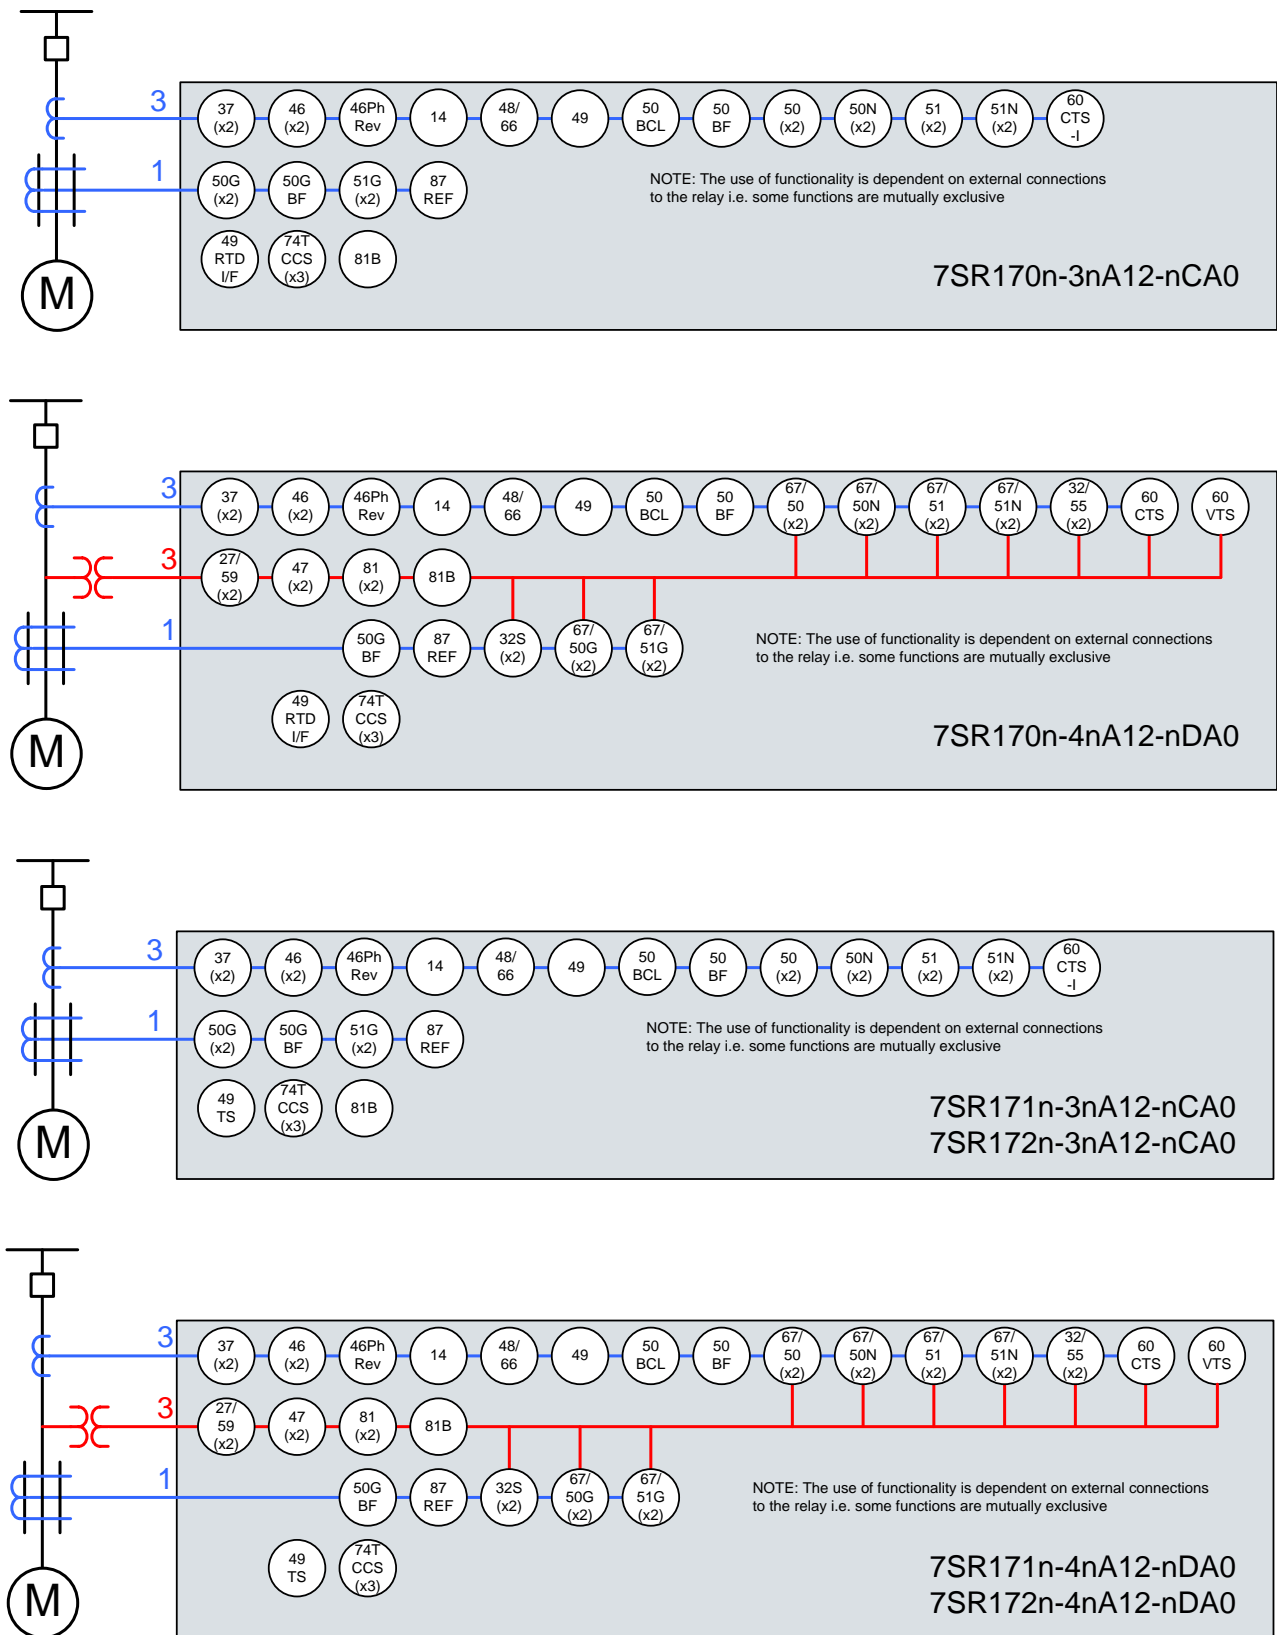 3
37
(x2)
46
(x2)
46Ph
Rev
14
48/
66
49
50
BCL
50
BF
50
(x2)
50N
(x2)
51
(x2)
51N
(x2)
60
CTS
-I
1
50G
(x2)
50G
BF
51G
(x2)
87
REF
NOTE: The use of functionality is dependent on external connections
to the relay i.e. some functions are mutually exclusive
49
RTD
I/F
74T
CCS
(x3)
81B
M
7SR170n-3nA12-nCA0
3
37
(x2)
46
(x2)
46Ph
Rev
14
48/
66
49
50
BCL
50
BF
67/
50
(x2)
67/
50N
(x2)
67/
51
(x2)
67/
51N
(x2)
32/
55
(x2)
60
CTS
60
VTS
3
27/
59
(x2)
47
(x2)
81
(x2)
81B
1
50G
BF
87
REF
32S
(x2)
67/
50G
(x2)
67/
51G
(x2)
NOTE: The use of functionality is dependent on external connections
to the relay i.e. some functions are mutually exclusive
49
RTD
I/F
74T
CCS
(x3)
M
7SR170n-4nA12-nDA0
3
37
(x2)
46
(x2)
46Ph
Rev
14
48/
66
49
50
BCL
50
BF
50
(x2)
50N
(x2)
51
(x2)
51N
(x2)
60
CTS
-I
1
50G
(x2)
50G
BF
51G
(x2)
87
REF
NOTE: The use of functionality is dependent on external connections
to the relay i.e. some functions are mutually exclusive
49
TS
74T
CCS
(x3)
81B
M
7SR171n-3nA12-nCA0
7SR172n-3nA12-nCA0
3
37
(x2)
46
(x2)
46Ph
Rev
14
48/
66
49
50
BCL
50
BF
67/
50
(x2)
67/
50N
(x2)
67/
51
(x2)
67/
51N
(x2)
32/
55
(x2)
60
CTS
60
VTS
3
27/
59
(x2)
47
(x2)
81
(x2)
81B
1
50G
BF
87
REF
32S
(x2)
67/
50G
(x2)
67/
51G
(x2)
NOTE: The use of functionality is dependent on external connections
to the relay i.e. some functions are mutually exclusive
49
TS
74T
CCS
(x3)
M
7SR171n-4nA12-nDA0
7SR172n-4nA12-nDA0